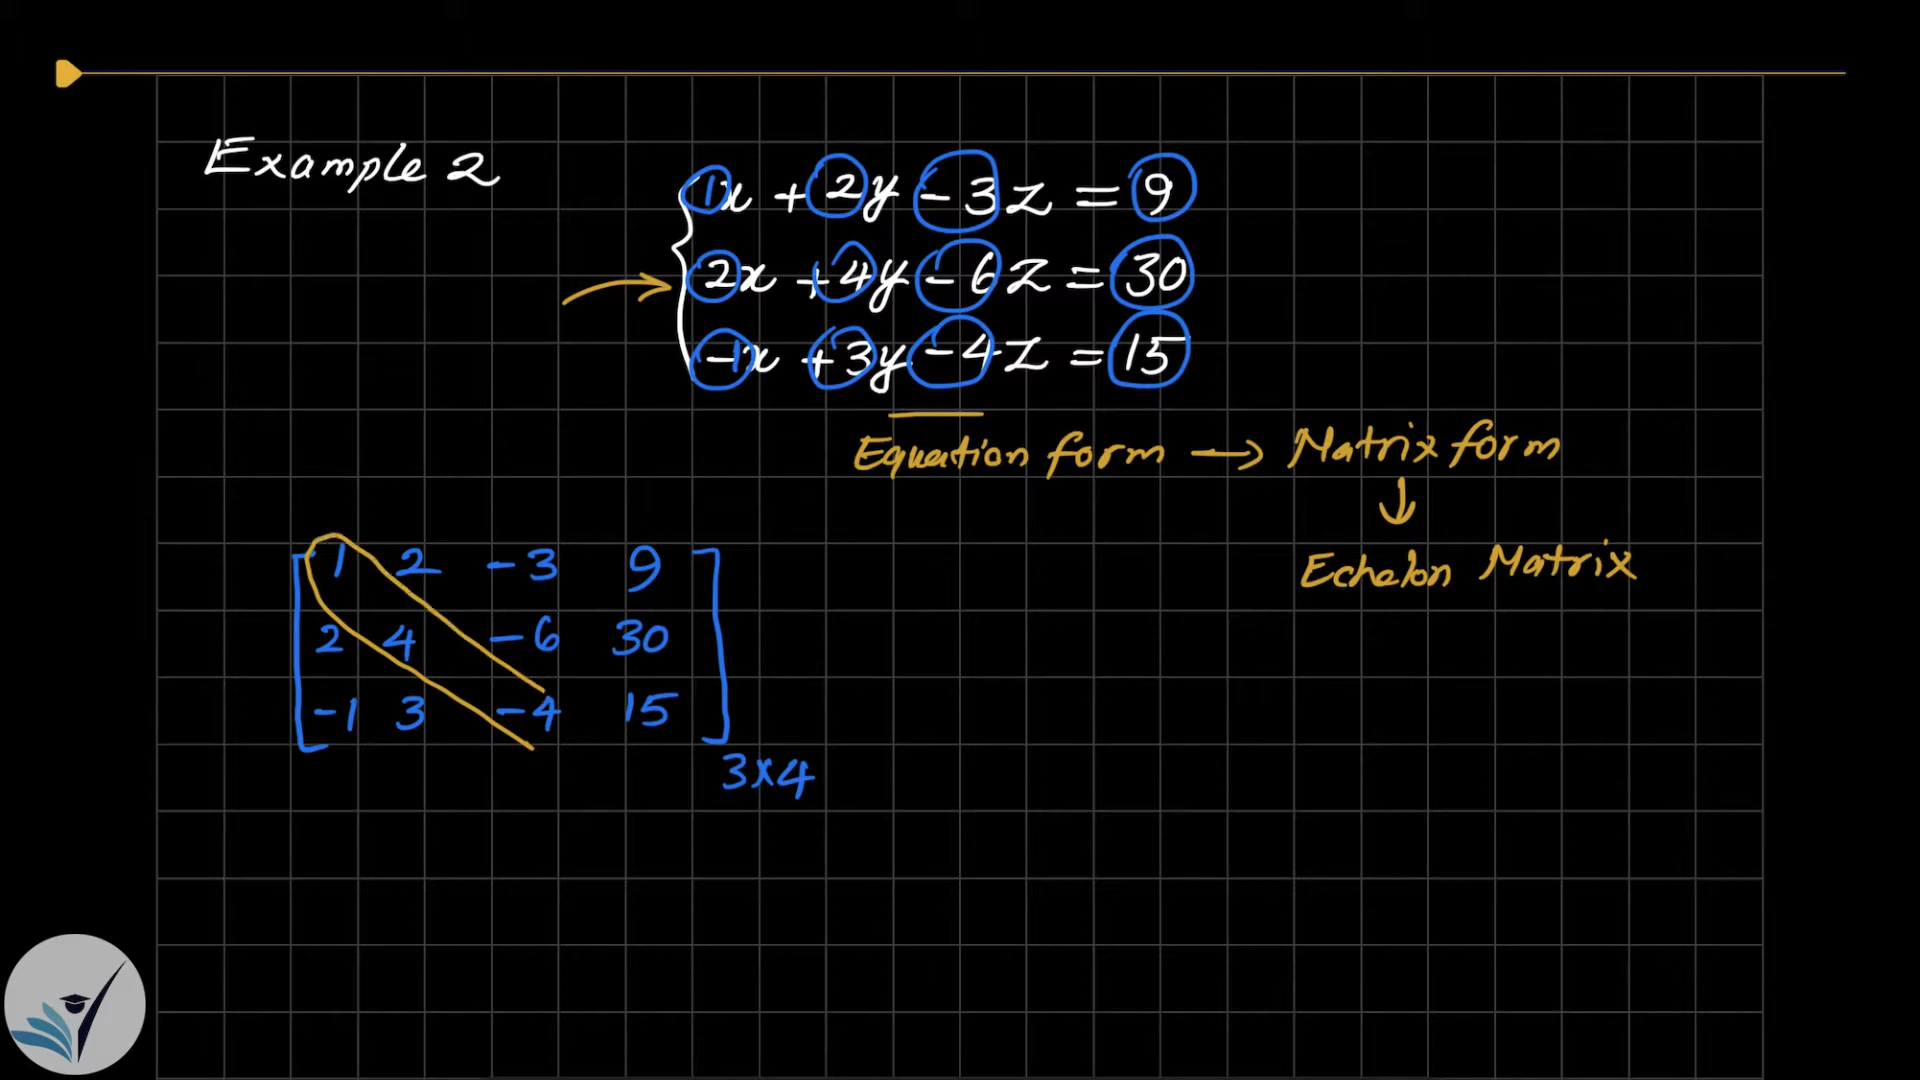 Example 2
1x + 2y - 3z = 9
2x + 4y - 6z = 30
-1x + 3y - 4z = 15
Equation form → Matrix form
↓
Echelon Matrix
1 2 -3 9
2 4 -6 30
-1 3 -4 15
3x4